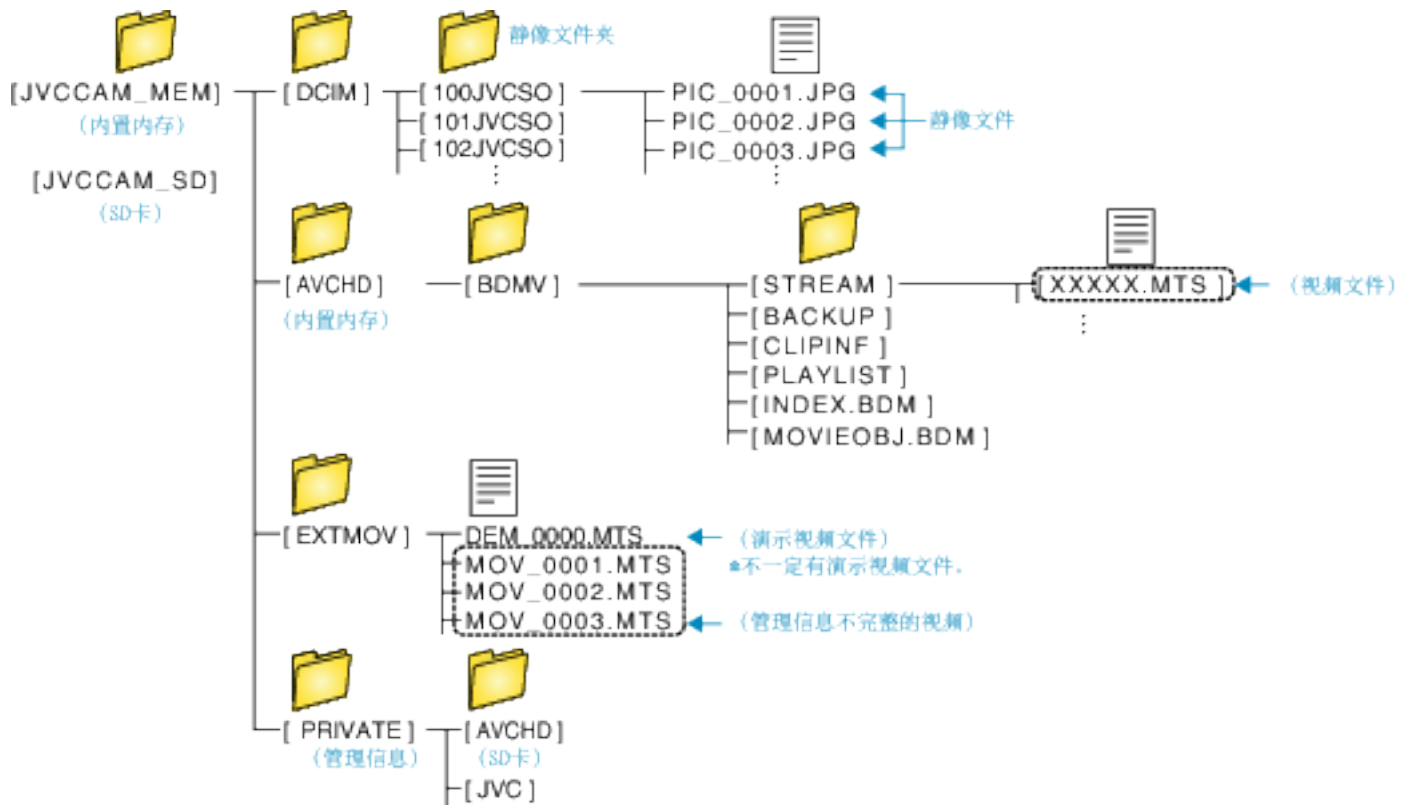 静像文件夹
[JVCCAM_MEM]
[DCIM]
[100JVCSO]
PIC_0001.JPG
(内置内存)
[101JVCSO]
PIC_0002.JPG
静像文件
[102JVCSO]
PIC_0003.JPG
[JVCCAM_SD]
(SD卡)
[AVCHD]
[BDMV]
[STREAM]
[XXXXX.MTS]
(视频文件)
(内置内存)
[BACKUP]
[CLIPINF]
[PLAYLIST]
[INDEX.BDM]
[MOVIEOBJ.BDM]
[EXTMOV]
DEM_0000.MTS
(演示视频文件)
MOV_0001.MTS
*不一定有演示视频文件.
MOV_0002.MTS
MOV_0003.MTS
(管理信息不完整的视频)
[PRIVATE]
[AVCHD]
(管理信息)
(SD卡)
[JVC]